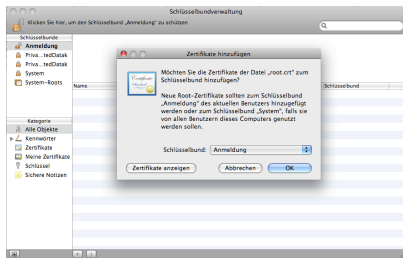 Schlüsselbundverwaltung
Klicken Sie hier, um den Schlüsselbund „Anmeldung“ zu schützen
Schlüsselbunde
Anmeldung
Priva...tedDatak
Priva...tedDatak
System
System-Roots
Name
Schlüsselbund
Zertifikate hinzufügen
Möchten Sie die Zertifikate der Datei „root.crt“ zum
Schlüsselbund hinzufügen?
Neue Root-Zertifikate sollten zum Schlüsselbund
„Anmeldung“ des aktuellen Benutzers hinzugefügt
werden oder zum Schlüsselbund „System“, falls sie
von allen Benutzern dieses Computers genutzt
werden sollen.
Schlüsselbund: Anmeldung
Zertifikate anzeigen
Abbrechen
OK
Kategorie
Alle Objekte
Kennwörter
Zertifikate
Meine Zertifikate
Schlüssel
Sichere Notizen